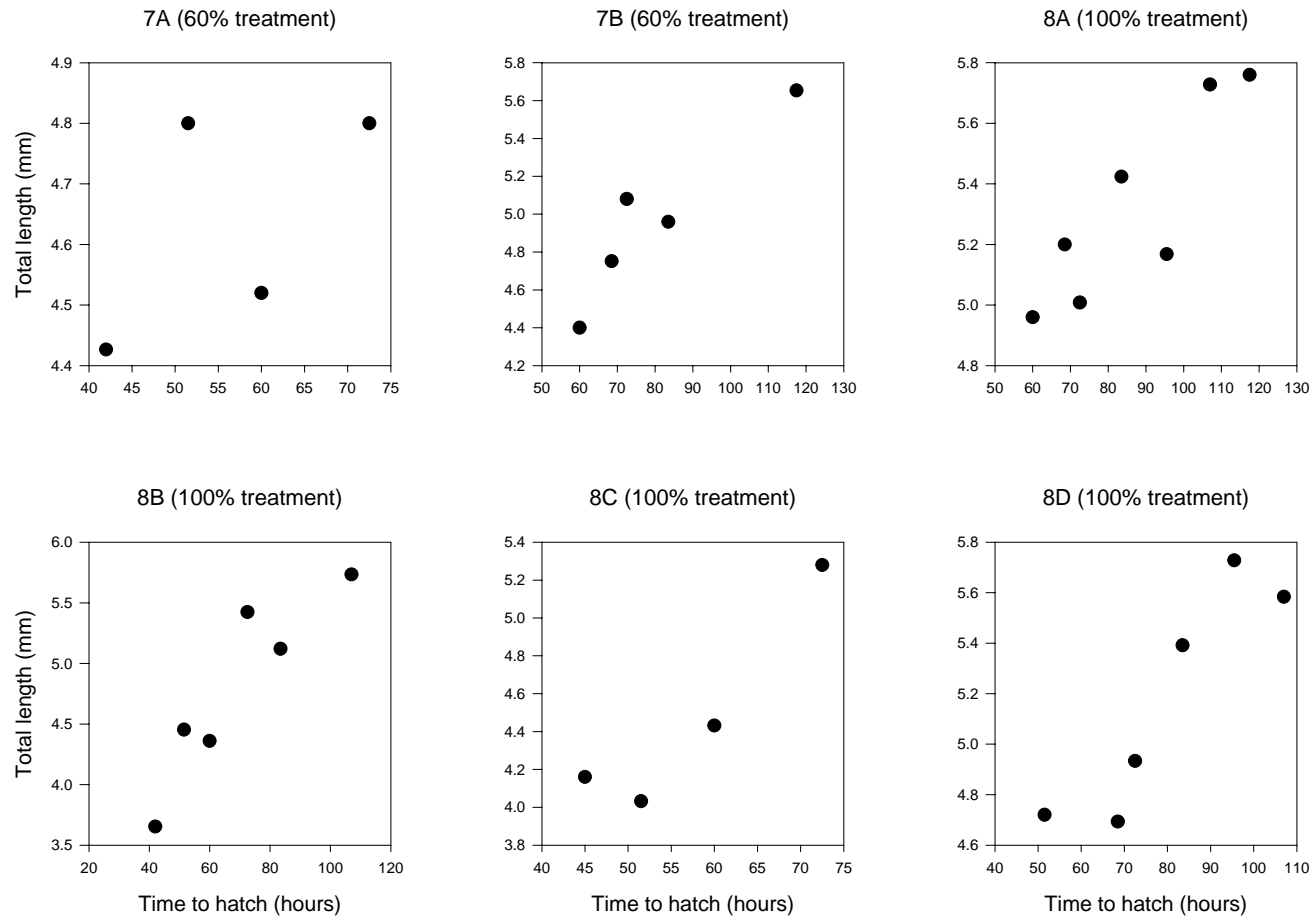 7A (60% treatment)
7B (60% treatment)
8A (100% treatment)
Total length (mm)
4.9
4.8
4.7
4.6
4.5
4.4
40 45 50 55 60 65 70 75
5.8
5.6
5.4
5.2
5.0
4.8
4.6
4.4
4.2
50 60 70 80 90 100 110 120 130
5.8
5.6
5.4
5.2
5.0
4.8
50 60 70 80 90 100 110 120 130
8B (100% treatment)
8C (100% treatment)
8D (100% treatment)
Total length (mm)
6.0
5.5
5.0
4.5
4.0
3.5
20 40 60 80 100 120
Time to hatch (hours)
5.4
5.2
5.0
4.8
4.6
4.4
4.2
4.0
3.8
40 45 50 55 60 65 70 75
Time to hatch (hours)
5.8
5.6
5.4
5.2
5.0
4.8
4.6
40 50 60 70 80 90 100 110
Time to hatch (hours)